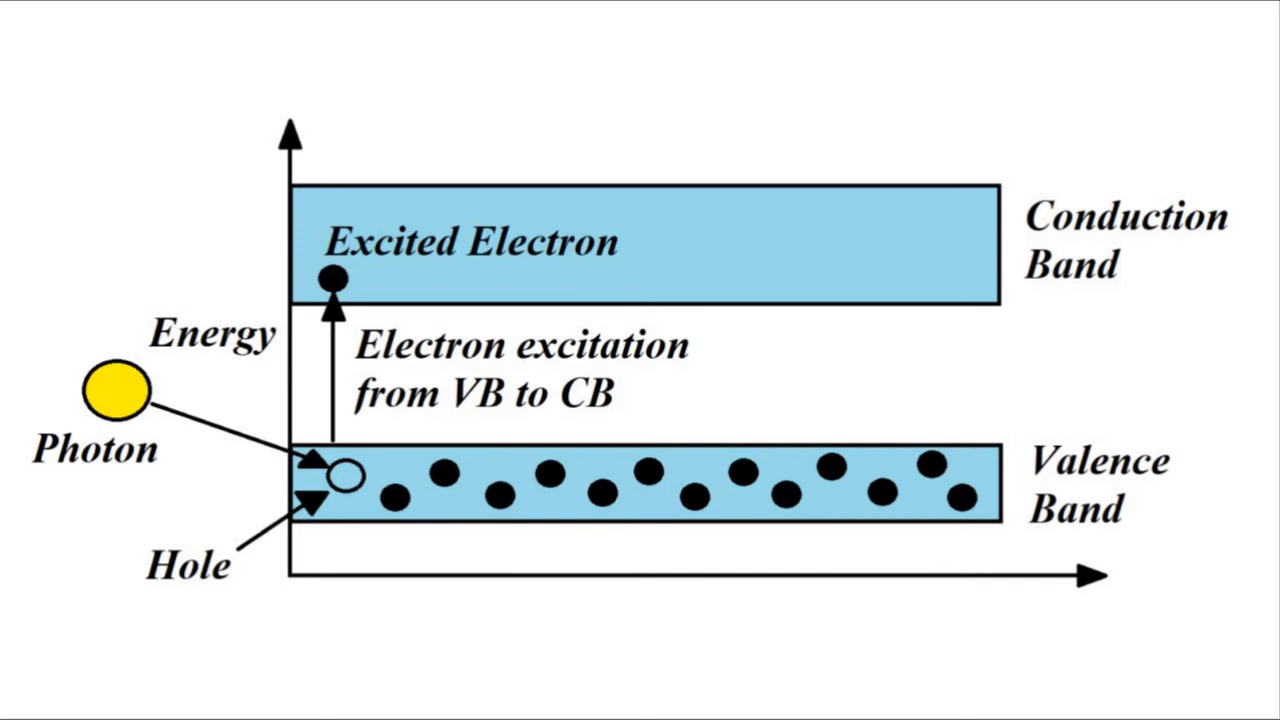 Excited Electron
Conduction
Band
Energy
Electron excitation
from VB to CB
Photon
Valence
Band
Hole